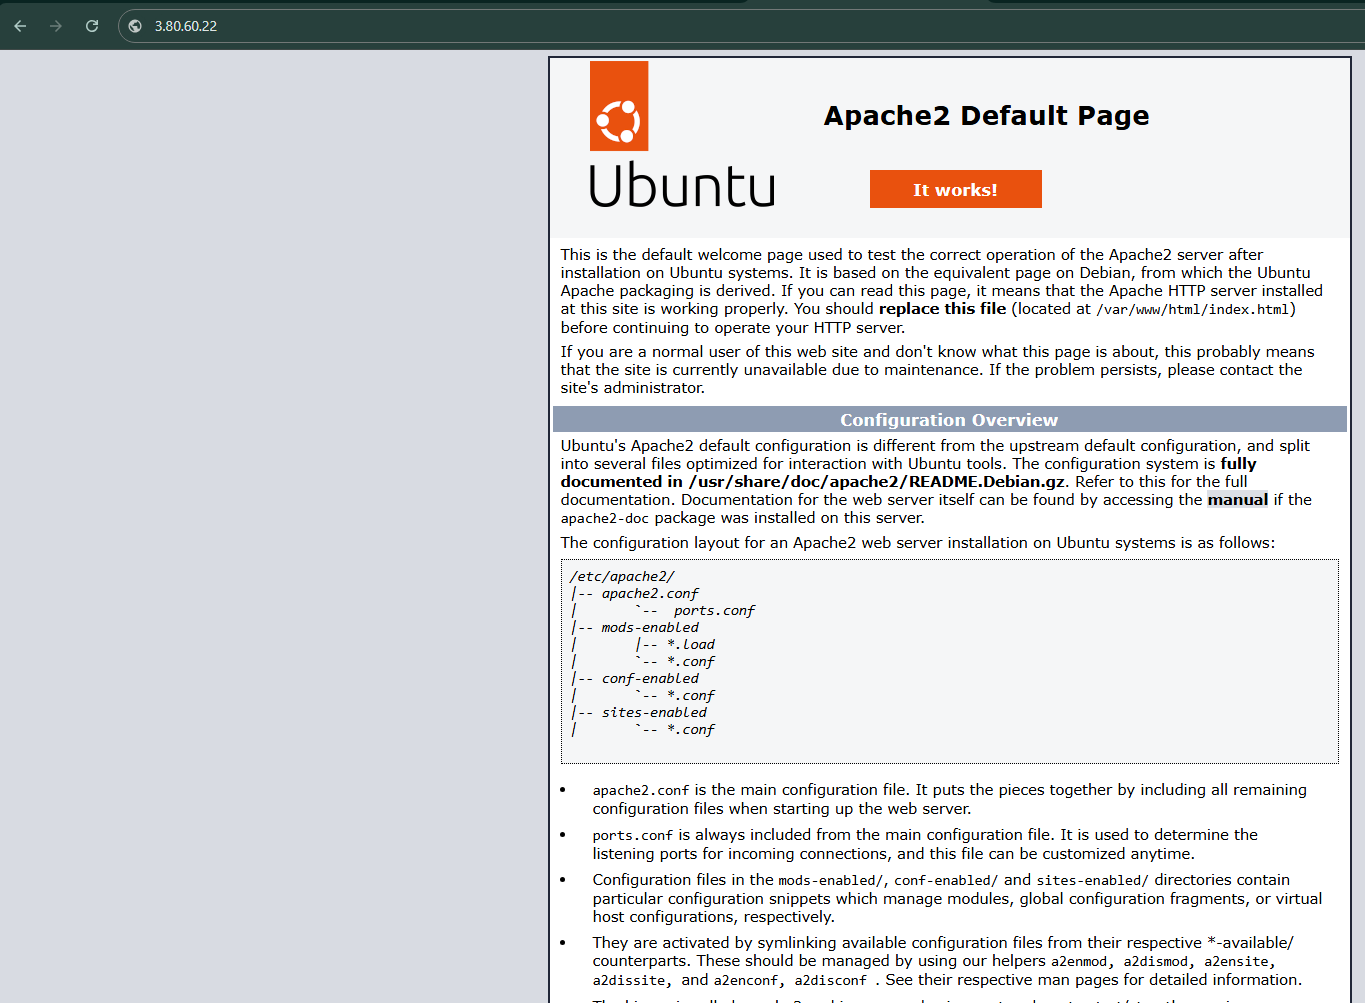 3.80.60.22
Apache2 Default Page
Ubuntu
It works!
This is the default welcome page used to test the correct operation of the Apache2 server after
installation on Ubuntu systems. It is based on the equivalent page on Debian, from which the Ubuntu
Apache packaging is derived. If you can read this page, it means that the Apache HTTP server installed
at this site is working properly. You should replace this file (located at /var/www/html/index.html)
before continuing to operate your HTTP server.
If you are a normal user of this web site and don't know what this page is about, this probably means
that the site is currently unavailable due to maintenance. If the problem persists, please contact the
site's administrator.
Configuration Overview
Ubuntu's Apache2 default configuration is different from the upstream default configuration, and split
into several files optimized for interaction with Ubuntu tools. The configuration system is fully
documented in /usr/share/doc/apache2/README.Debian.gz. Refer to this for the full
documentation. Documentation for the web server itself can be found by accessing the manual if the
apache2-doc package was installed on this server.
The configuration layout for an Apache2 web server installation on Ubuntu systems is as follows:
/etc/apache2/
|-- apache2.conf
|       `--  ports.conf
|-- mods-enabled
|       |-- *.load
|       `-- *.conf
|-- conf-enabled
|       `-- *.conf
|-- sites-enabled
|       `-- *.conf
• apache2.conf is the main configuration file. It puts the pieces together by including all remaining
configuration files when starting up the web server.
• ports.conf is always included from the main configuration file. It is used to determine the
listening ports for incoming connections, and this file can be customized anytime.
• Configuration files in the mods-enabled/, conf-enabled/ and sites-enabled/ directories contain
particular configuration snippets which manage modules, global configuration fragments, or virtual
host configurations, respectively.
• They are activated by symlinking available configuration files from their respective *-available/
counterparts. These should be managed by using our helpers a2enmod, a2dismod, a2ensite,
a2dissite, and a2enconf, a2disconf . See their respective man pages for detailed information.